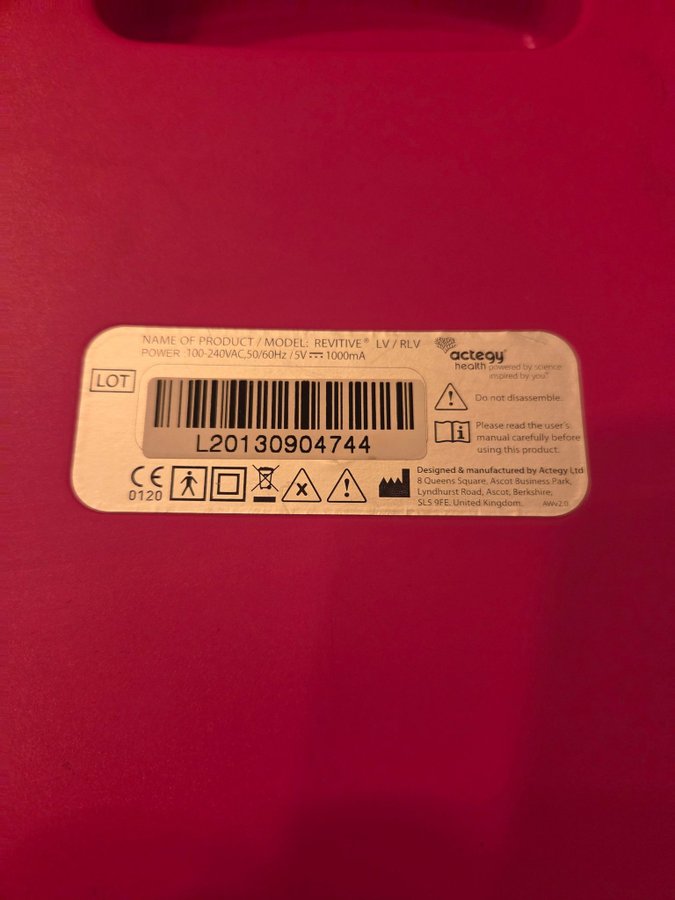 NAME OF PRODUCT / MODEL: REVITIVE® LV / RLV
POWER 100-240VAC,50/60Hz / 5V 1000mA
actegy
health powered by science
inspired by you
LOT
L20130904744
Do not disassemble.
Please read the user's
manual carefully before
using this product.
CE
0120
Designed & manufactured by Actegy Ltd
8 Queens Square, Ascot Business Park,
Lyndhurst Road, Ascot, Berkshire,
SL5 9FE, United Kingdom.